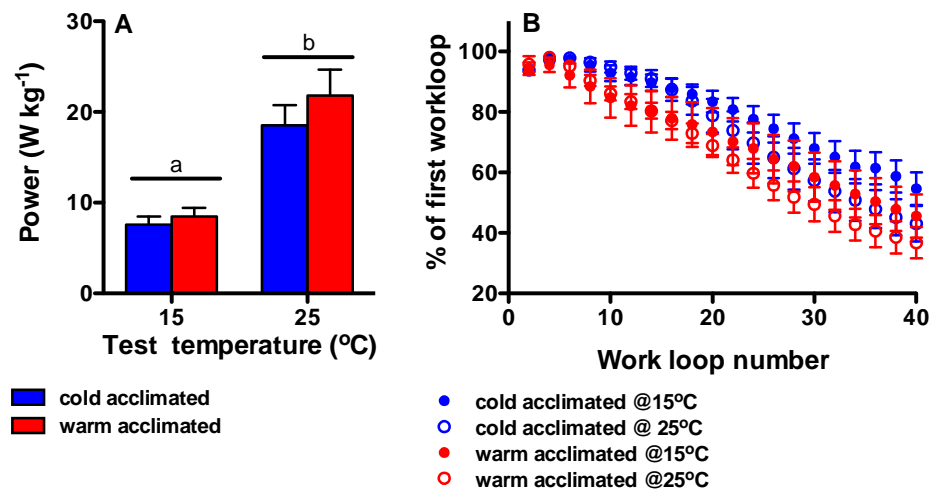 A
Power (W kg⁻¹)
30
20
10
0
a
b
15
25
Test temperature (ºC)
cold acclimated
warm acclimated
B
% of first workloop
100
80
60
40
20
0
10
20
30
40
Work loop number
cold acclimated @15ºC
cold acclimated @ 25ºC
warm acclimated @15ºC
warm acclimated @25ºC